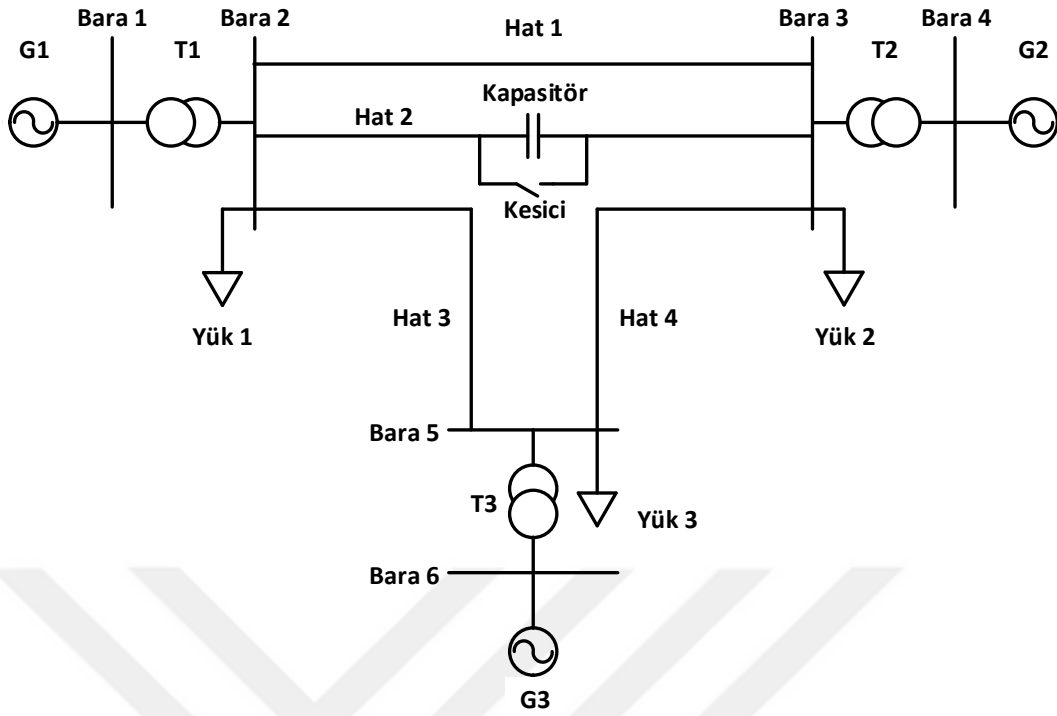 Bara 1
Bara 2
Hat 1
Bara 3
Bara 4
G1
T1
T2
G2
Kapasitör
Hat 2
Kesici
Yük 1
Hat 3
Hat 4
Yük 2
Bara 5
T3
Yük 3
Bara 6
G3